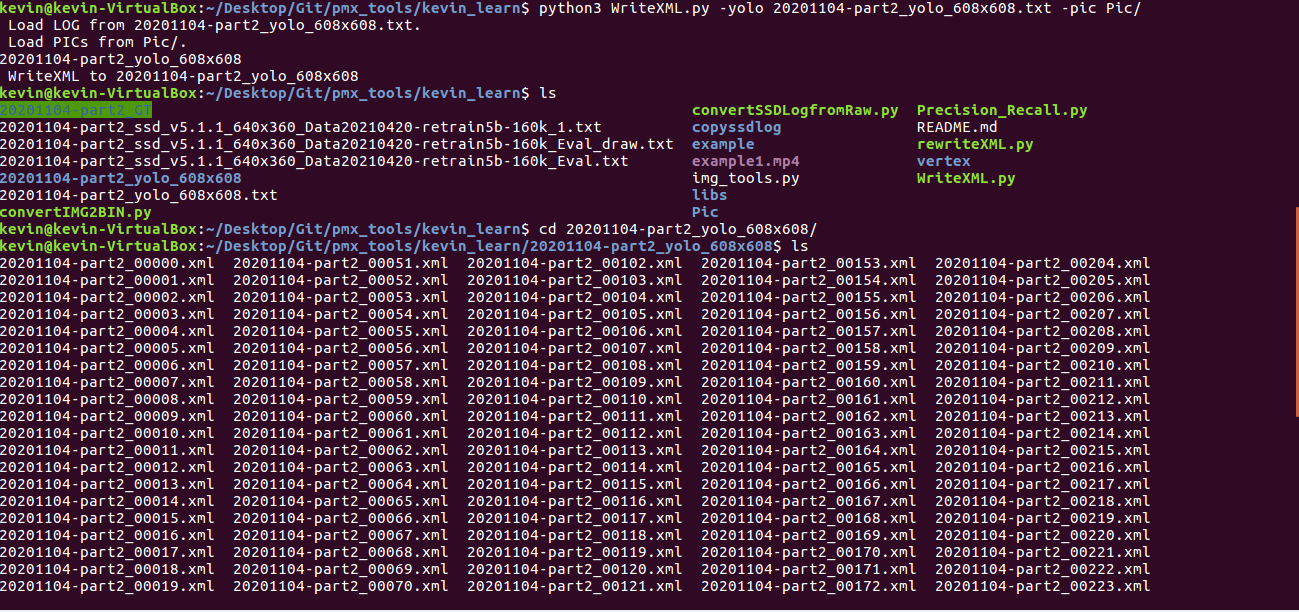 kevin@kevin-VirtualBox:~/Desktop/Git/pmx_tools/kevin_learn$ python3 WriteXML.py -yolo 20201104-part2_yolo_608x608.txt -pic Pic/
 Load LOG from 20201104-part2_yolo_608x608.txt.
 Load PICs from Pic/.
20201104-part2_yolo_608x608
 WriteXML to 20201104-part2_yolo_608x608
kevin@kevin-VirtualBox:~/Desktop/Git/pmx_tools/kevin_learn$ ls
20201104-part2_GT convertSSDLogfromRaw.py Precision_Recall.py
20201104-part2_ssd_v5.1.1_640x360_Data20210420-retrain5b-160k_1.txt copyssdlog README.md
20201104-part2_ssd_v5.1.1_640x360_Data20210420-retrain5b-160k_Eval_draw.txt example rewriteXML.py
20201104-part2_ssd_v5.1.1_640x360_Data20210420-retrain5b-160k_Eval.txt example1.mp4 vertex
20201104-part2_yolo_608x608 img_tools.py WriteXML.py
20201104-part2_yolo_608x608.txt libs
convertIMG2BIN.py Pic
kevin@kevin-VirtualBox:~/Desktop/Git/pmx_tools/kevin_learn$ cd 20201104-part2_yolo_608x608/
kevin@kevin-VirtualBox:~/Desktop/Git/pmx_tools/kevin_learn/20201104-part2_yolo_608x608$ ls
20201104-part2_00000.xml 20201104-part2_00051.xml 20201104-part2_00102.xml 20201104-part2_00153.xml 20201104-part2_00204.xml
20201104-part2_00001.xml 20201104-part2_00052.xml 20201104-part2_00103.xml 20201104-part2_00154.xml 20201104-part2_00205.xml
20201104-part2_00002.xml 20201104-part2_00053.xml 20201104-part2_00104.xml 20201104-part2_00155.xml 20201104-part2_00206.xml
20201104-part2_00003.xml 20201104-part2_00054.xml 20201104-part2_00105.xml 20201104-part2_00156.xml 20201104-part2_00207.xml
20201104-part2_00004.xml 20201104-part2_00055.xml 20201104-part2_00106.xml 20201104-part2_00157.xml 20201104-part2_00208.xml
20201104-part2_00005.xml 20201104-part2_00056.xml 20201104-part2_00107.xml 20201104-part2_00158.xml 20201104-part2_00209.xml
20201104-part2_00006.xml 20201104-part2_00057.xml 20201104-part2_00108.xml 20201104-part2_00159.xml 20201104-part2_00210.xml
20201104-part2_00007.xml 20201104-part2_00058.xml 20201104-part2_00109.xml 20201104-part2_00160.xml 20201104-part2_00211.xml
20201104-part2_00008.xml 20201104-part2_00059.xml 20201104-part2_00110.xml 20201104-part2_00161.xml 20201104-part2_00212.xml
20201104-part2_00009.xml 20201104-part2_00060.xml 20201104-part2_00111.xml 20201104-part2_00162.xml 20201104-part2_00213.xml
20201104-part2_00010.xml 20201104-part2_00061.xml 20201104-part2_00112.xml 20201104-part2_00163.xml 20201104-part2_00214.xml
20201104-part2_00011.xml 20201104-part2_00062.xml 20201104-part2_00113.xml 20201104-part2_00164.xml 20201104-part2_00215.xml
20201104-part2_00012.xml 20201104-part2_00063.xml 20201104-part2_00114.xml 20201104-part2_00165.xml 20201104-part2_00216.xml
20201104-part2_00013.xml 20201104-part2_00064.xml 20201104-part2_00115.xml 20201104-part2_00166.xml 20201104-part2_00217.xml
20201104-part2_00014.xml 20201104-part2_00065.xml 20201104-part2_00116.xml 20201104-part2_00167.xml 20201104-part2_00218.xml
20201104-part2_00015.xml 20201104-part2_00066.xml 20201104-part2_00117.xml 20201104-part2_00168.xml 20201104-part2_00219.xml
20201104-part2_00016.xml 20201104-part2_00067.xml 20201104-part2_00118.xml 20201104-part2_00169.xml 20201104-part2_00220.xml
20201104-part2_00017.xml 20201104-part2_00068.xml 20201104-part2_00119.xml 20201104-part2_00170.xml 20201104-part2_00221.xml
20201104-part2_00018.xml 20201104-part2_00069.xml 20201104-part2_00120.xml 20201104-part2_00171.xml 20201104-part2_00222.xml
20201104-part2_00019.xml 20201104-part2_00070.xml 20201104-part2_00121.xml 20201104-part2_00172.xml 20201104-part2_00223.xml